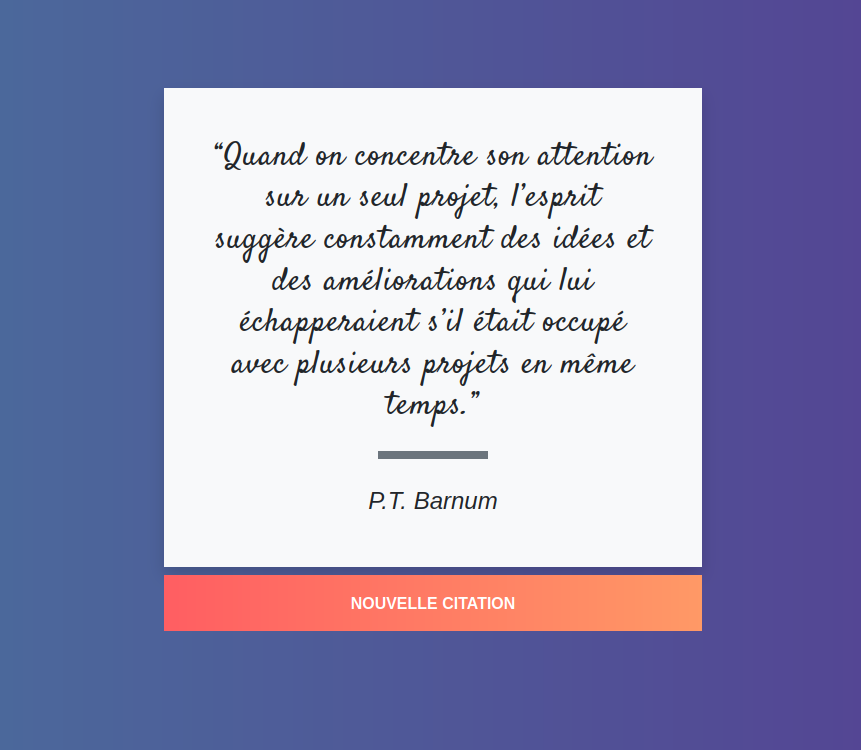 “Quand on concentre son attention
sur un seul projet, l’esprit
suggère constamment des idées et
des améliorations qui lui
échapperaient s’il était occupé
avec plusieurs projets en même
temps.”
P.T. Barnum
NOUVELLE CITATION